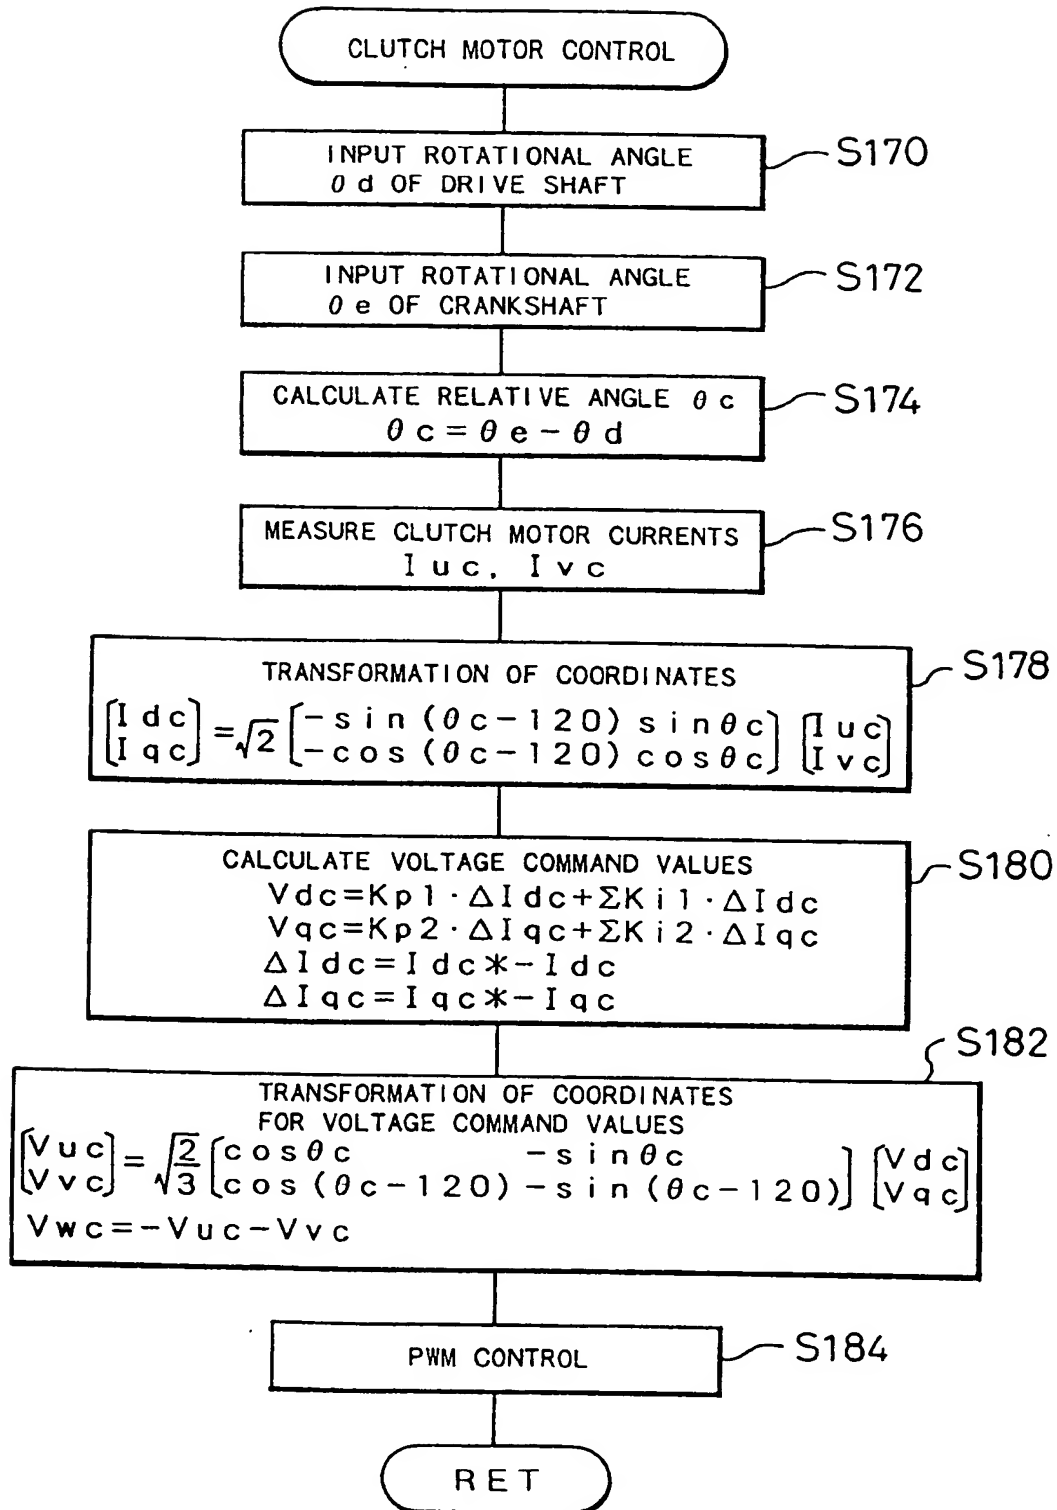 CLUTCH MOTOR CONTROL
INPUT ROTATIONAL ANGLE
θd OF DRIVE SHAFT
S170
INPUT ROTATIONAL ANGLE
θe OF CRANKSHAFT
S172
CALCULATE RELATIVE ANGLE θc
θc = θe - θd
S174
MEASURE CLUTCH MOTOR CURRENTS
Iuc, Ivc
S176
TRANSFORMATION OF COORDINATES
[Idc] = √2 [-sin(θc-120) sinθc] [Iuc]
[Iqc] [-cos(θc-120) cosθc] [Ivc]
S178
CALCULATE VOLTAGE COMMAND VALUES
Vdc=Kp1·ΔIdc+ΣKi1·ΔIdc
Vqc=Kp2·ΔIqc+ΣKi2·ΔIqc
ΔIdc=Idc*-Idc
ΔIqc=Iqc*-Iqc
S180
TRANSFORMATION OF COORDINATES
FOR VOLTAGE COMMAND VALUES
[Vuc] = √2/3 [cosθc -sinθc] [Vdc]
[Vvc] [cos(θc-120) -sin(θc-120)] [Vqc]
Vwc=-Vuc-Vvc
S182
PWM CONTROL
S184
RET